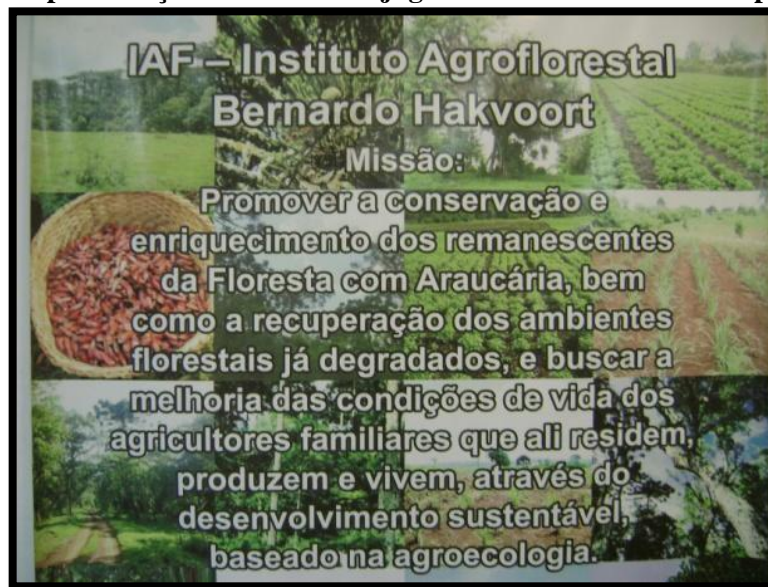 IAF – Instituto Agroflorestal
Bernardo Hakvoort
Missão:
Promover a conservação e
enriquecimento dos remanescentes
da Floresta com Araucária, bem
como a recuperação dos ambientes
florestais já degradados, e buscar a
melhoria das condições de vida dos
agricultores familiares que ali residem,
produzem e vivem, através do
desenvolvimento sustentável,
baseado na agroecologia.